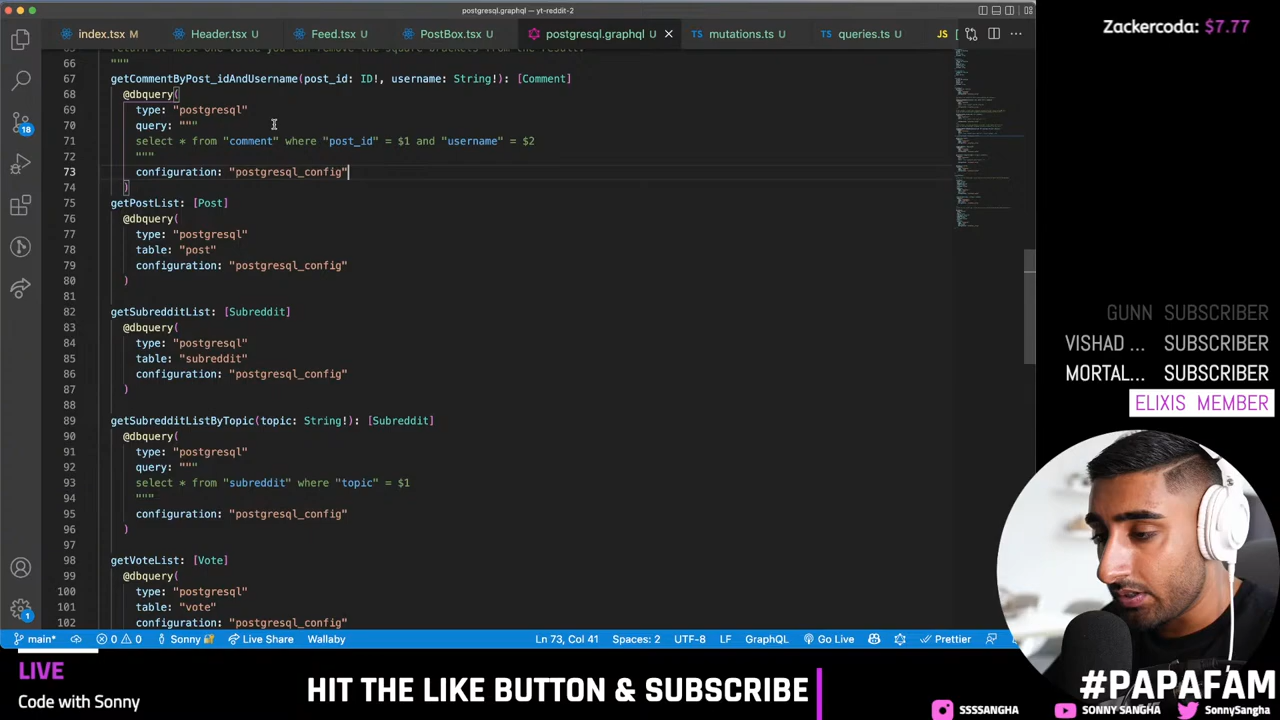 postgresql.graphql — yt-reddit-2
index.tsx M
Header.tsx U
Feed.tsx U
PostBox.tsx U
postgresql.graphql U
mutations.ts U
queries.ts U
JS
66 """
67 getCommentByPost_idAndUsername(post_id: ID!, username: String!): [Comment]
68 @dbquery(
69 type: "postgresql"
70 query: """
71 select * from "comment" where "post_id" = $1 and "username" = $2
72 """
73 configuration: "postgresql_config"
74 )
75 getPostList: [Post]
76 @dbquery(
77 type: "postgresql"
78 table: "post"
79 configuration: "postgresql_config"
80 )
81
82 getSubredditList: [Subreddit]
83 @dbquery(
84 type: "postgresql"
85 table: "subreddit"
86 configuration: "postgresql_config"
87 )
88
89 getSubredditListByTopic(topic: String!): [Subreddit]
90 @dbquery(
91 type: "postgresql"
92 query: """
93 select * from "subreddit" where "topic" = $1
94 """
95 configuration: "postgresql_config"
96 )
97
98 getVoteList: [Vote]
99 @dbquery(
100 type: "postgresql"
101 table: "vote"
102 configuration: "postgresql_config"
18
1
main*
0 0
Sonny
Live Share
Wallaby
Ln 73, Col 41
Spaces: 2
UTF-8
LF
GraphQL
Go Live
Prettier
Zackercoda: $7.77
GUNN SUBSCRIBER
VISHAD ... SUBSCRIBER
MORTAL... SUBSCRIBER
ELIXIS MEMBER
LIVE
Code with Sonny
HIT THE LIKE BUTTON & SUBSCRIBE
#PAPAFAM
SSSSANGHA
SONNY SANGHA
SonnySangha